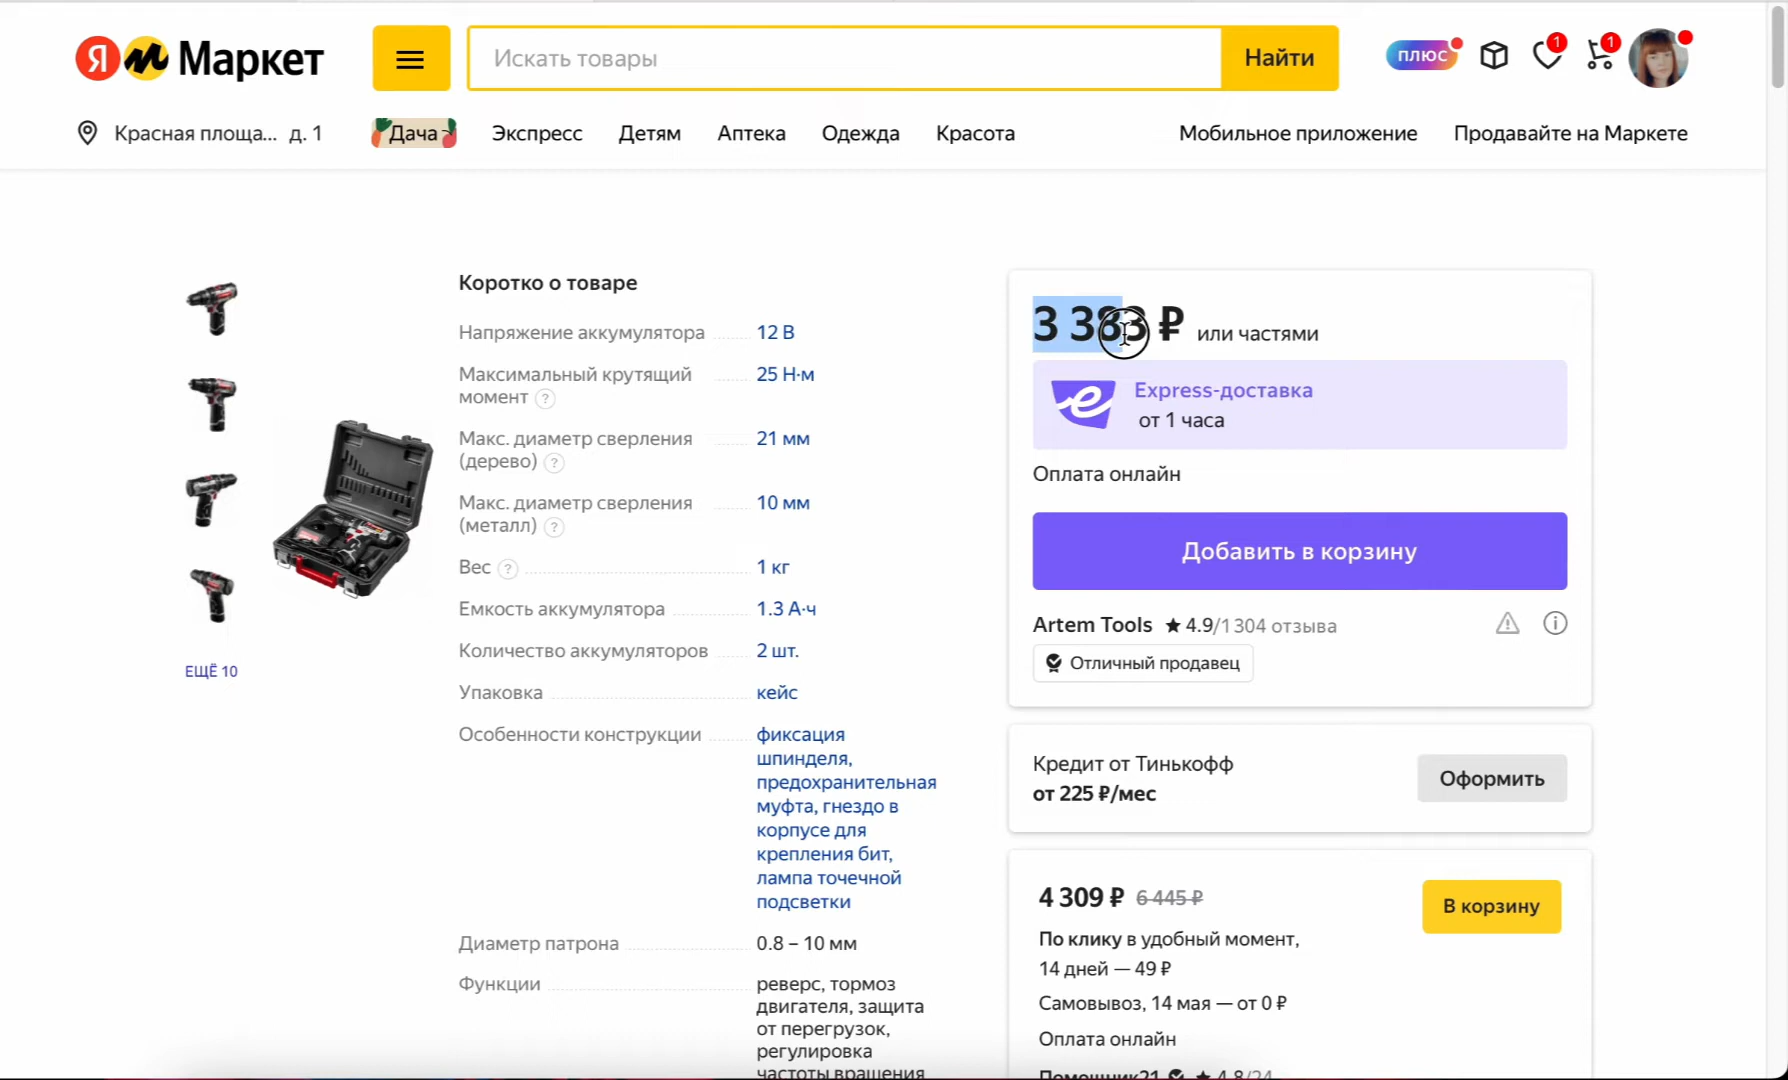 Я м Маркет
Искать товары
Найти
плюс
1
1
Красная площа... д. 1
Дача
Экспресс
Детям
Аптека
Одежда
Красота
Мобильное приложение
Продавайте на Маркете
ЕЩЁ 10
Коротко о товаре
Напряжение аккумулятора 12 В
Максимальный крутящий 25 Н·м
момент ?
Макс. диаметр сверления 21 мм
(дерево) ?
Макс. диаметр сверления 10 мм
(металл) ?
Вес ? 1 кг
Емкость аккумулятора 1.3 А·ч
Количество аккумуляторов 2 шт.
Упаковка кейс
Особенности конструкции фиксация
шпинделя,
предохранительная
муфта, гнездо в
корпусе для
крепления бит,
лампа точечной
подсветки
Диаметр патрона 0.8 – 10 мм
Функции реверс, тормоз
двигателя, защита
от перегрузок,
регулировка
частоты вращения
3 383 ₽ или частями
Express-доставка
от 1 часа
Оплата онлайн
Добавить в корзину
Artem Tools ★ 4.9/1 304 отзыва
Отличный продавец
Кредит от Тинькофф
от 225 ₽/мес
Оформить
4 309 ₽ 6 445 ₽
В корзину
По клику в удобный момент,
14 дней — 49 ₽
Самовывоз, 14 мая — от 0 ₽
Оплата онлайн
Помощник21 ★ 4.8/24